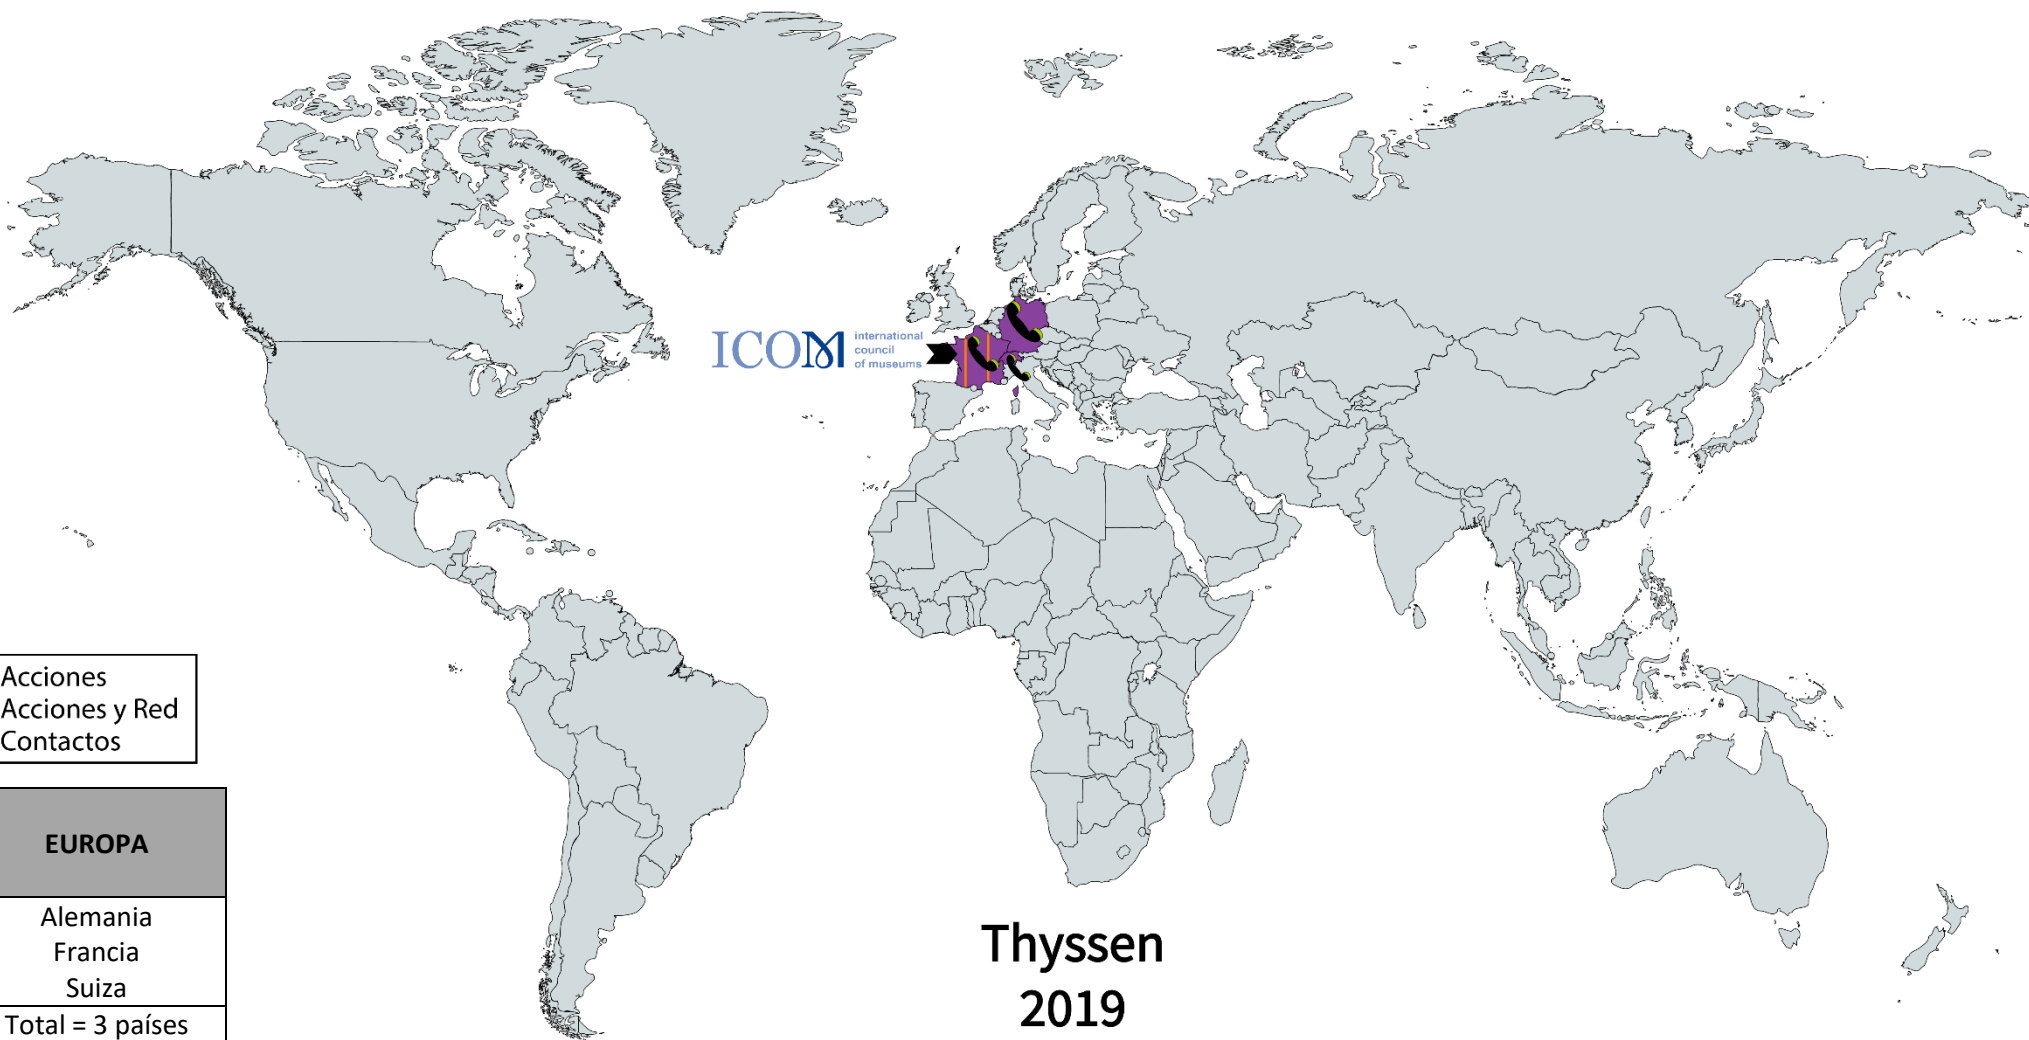 ICOM international
council
of museums
Acciones
Acciones y Red
Contactos
EUROPA
Alemania
Francia
Suiza
Total = 3 países
Thyssen
2019